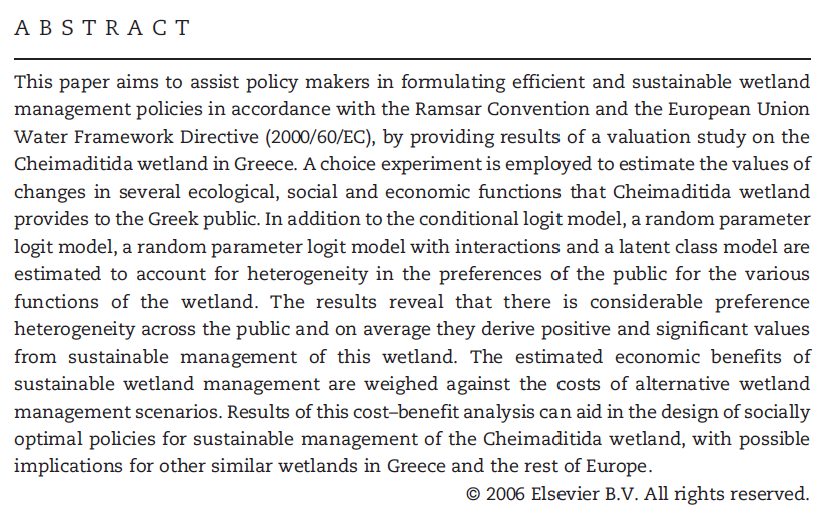 ABSTRACT
This paper aims to assist policy makers in formulating efficient and sustainable wetland
management policies in accordance with the Ramsar Convention and the European Union
Water Framework Directive (2000/60/EC), by providing results of a valuation study on the
Cheimaditida wetland in Greece. A choice experiment is employed to estimate the values of
changes in several ecological, social and economic functions that Cheimaditida wetland
provides to the Greek public. In addition to the conditional logit model, a random parameter
logit model, a random parameter logit model with interactions and a latent class model are
estimated to account for heterogeneity in the preferences of the public for the various
functions of the wetland. The results reveal that there is considerable preference
heterogeneity across the public and on average they derive positive and significant values
from sustainable management of this wetland. The estimated economic benefits of
sustainable wetland management are weighed against the costs of alternative wetland
management scenarios. Results of this cost–benefit analysis can aid in the design of socially
optimal policies for sustainable management of the Cheimaditida wetland, with possible
implications for other similar wetlands in Greece and the rest of Europe.
© 2006 Elsevier B.V. All rights reserved.